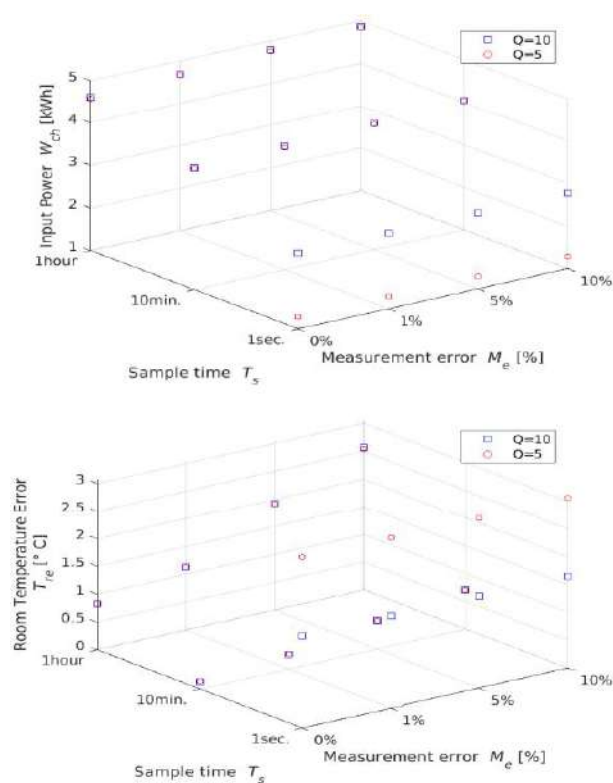 Q=10
Q=5
5
4
3
2
1
Input Power W_ch [kWh]
1hour
10min.
1sec.
0%
1%
5%
10%
Sample time T_s
Measurement error M_e [%]
Q=10
Q=5
3
2.5
2
1.5
1
0.5
0
Room Temperature Error
T_re [° C]
1hour
10min.
1sec.
0%
1%
5%
10%
Sample time T_s
Measurement error M_e [%]